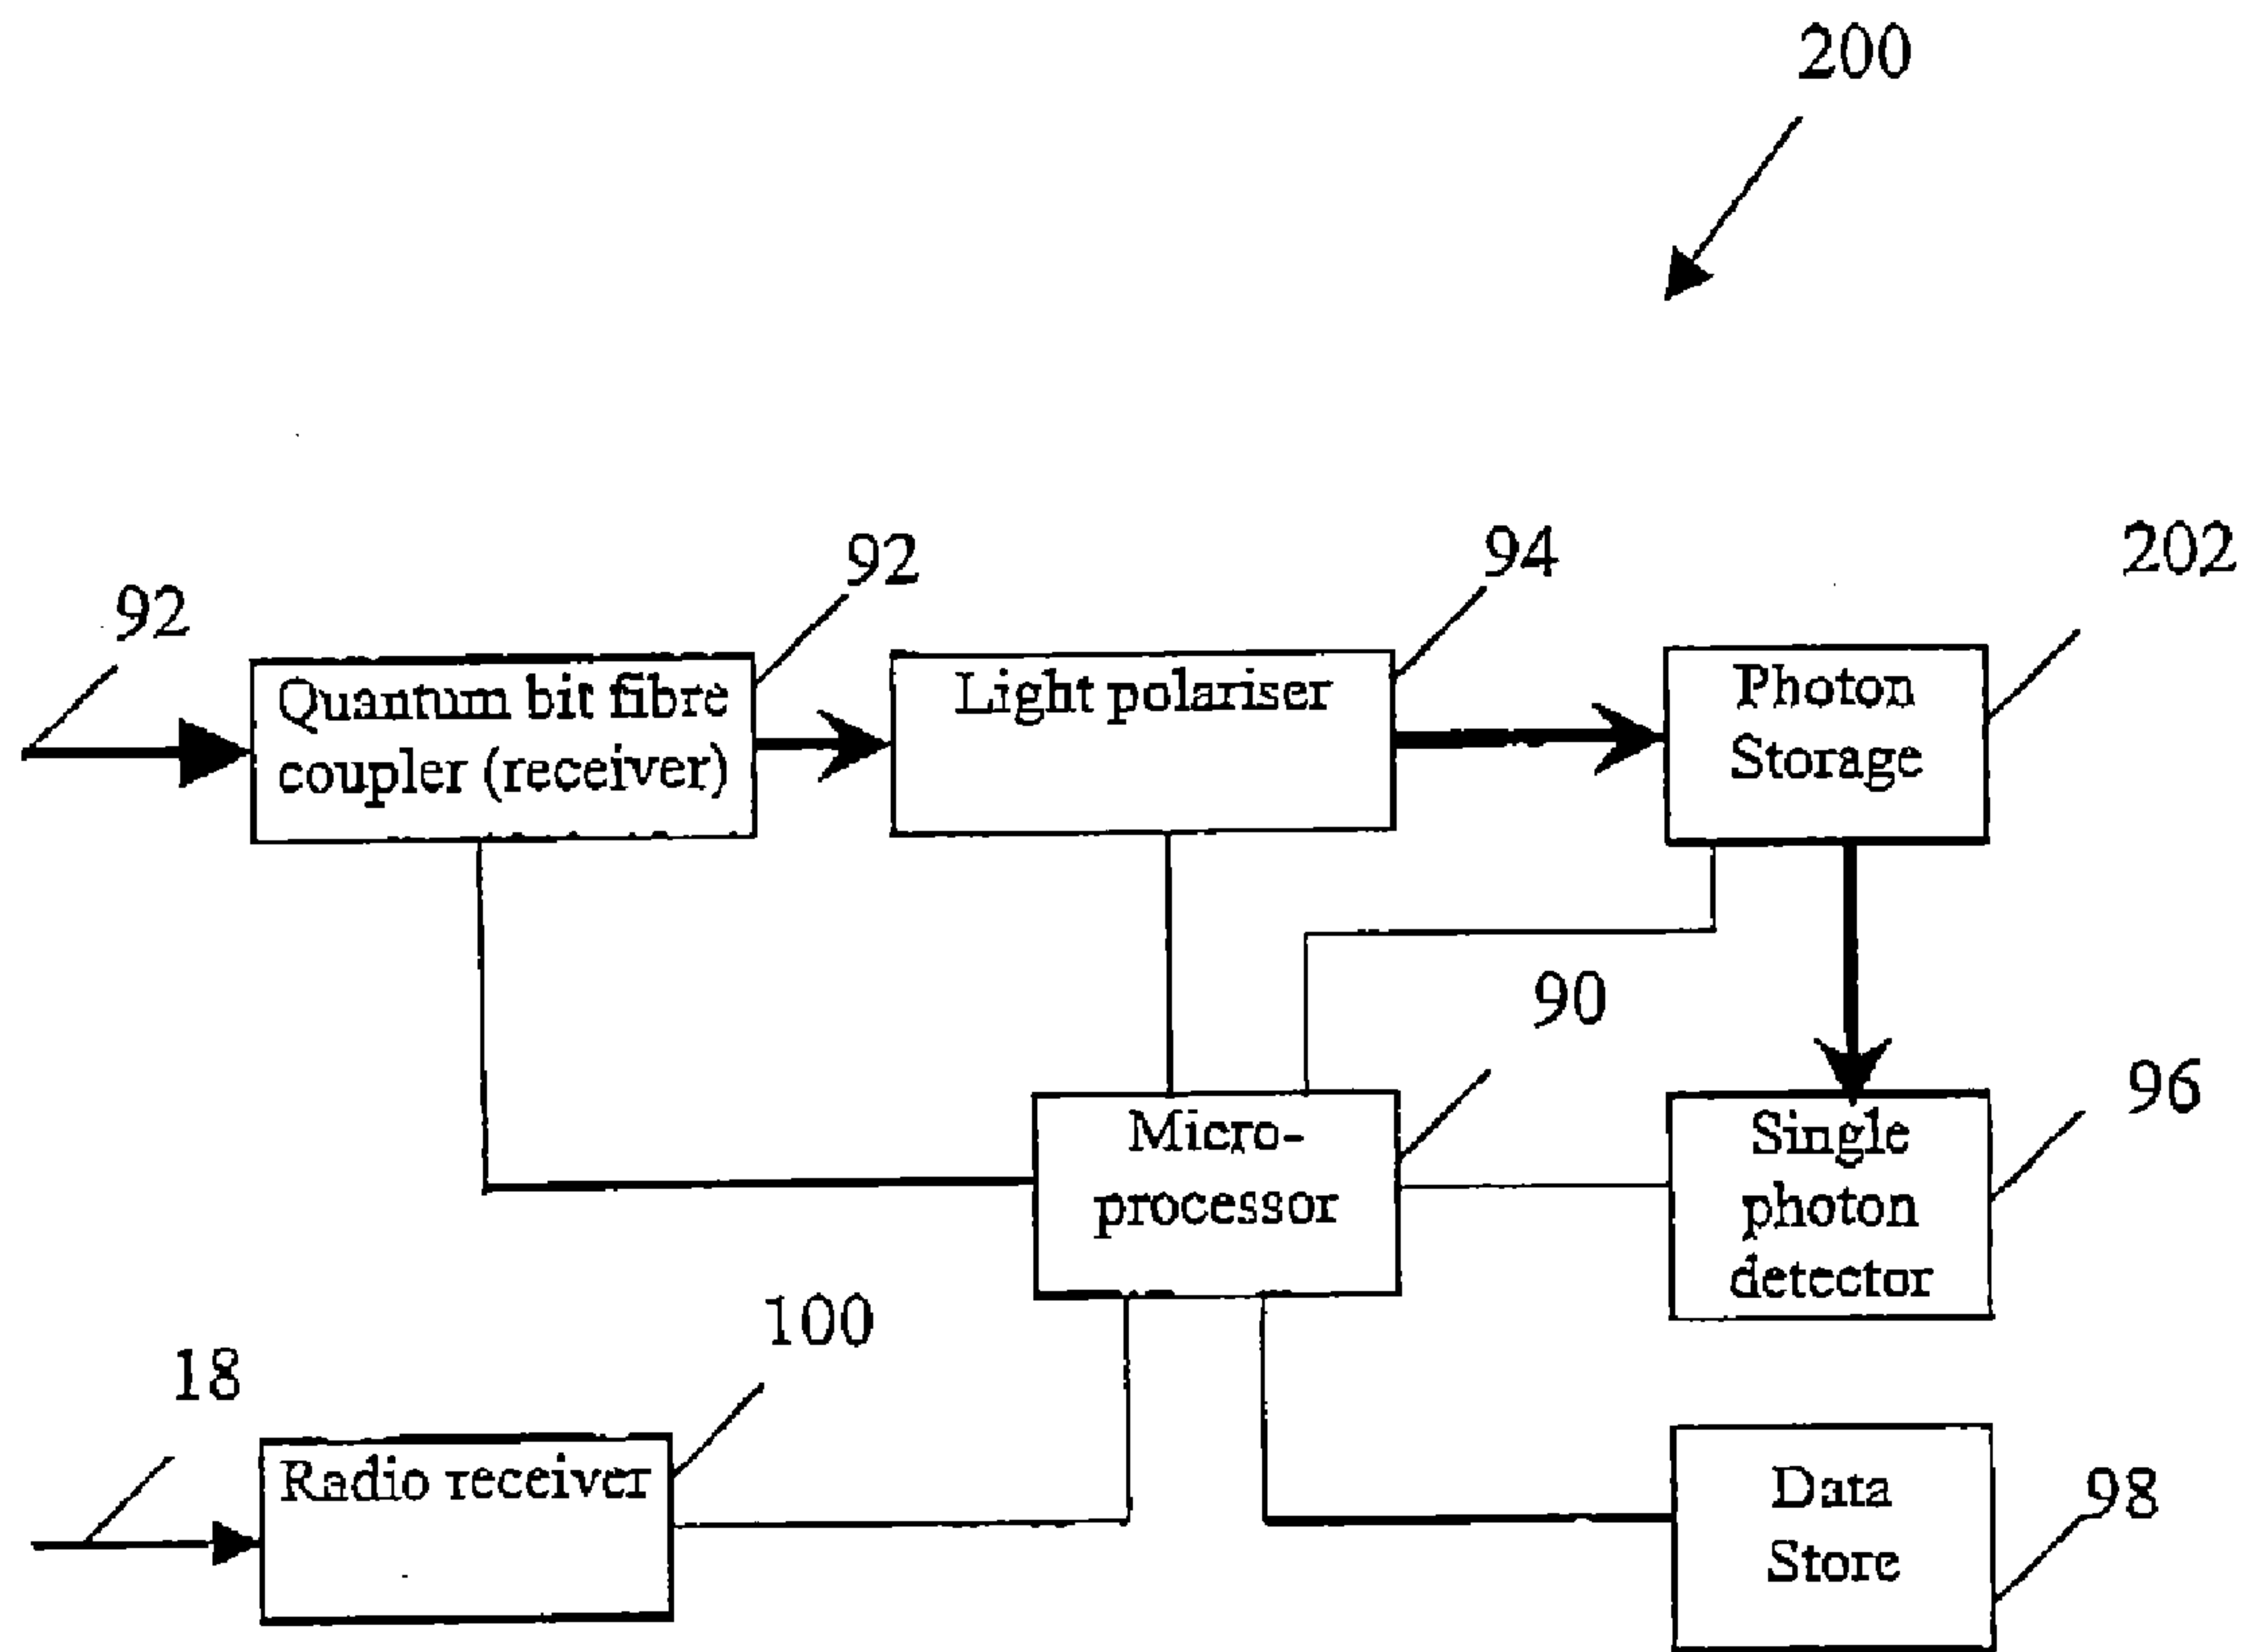 200
92
92
94
202
Quantum bit fibre
coupler (receiver)
Light polariser
Photon
Storage
90
96
Micro-
processor
Single
photon
detector
18
100
98
Radio receiver
Data
Store